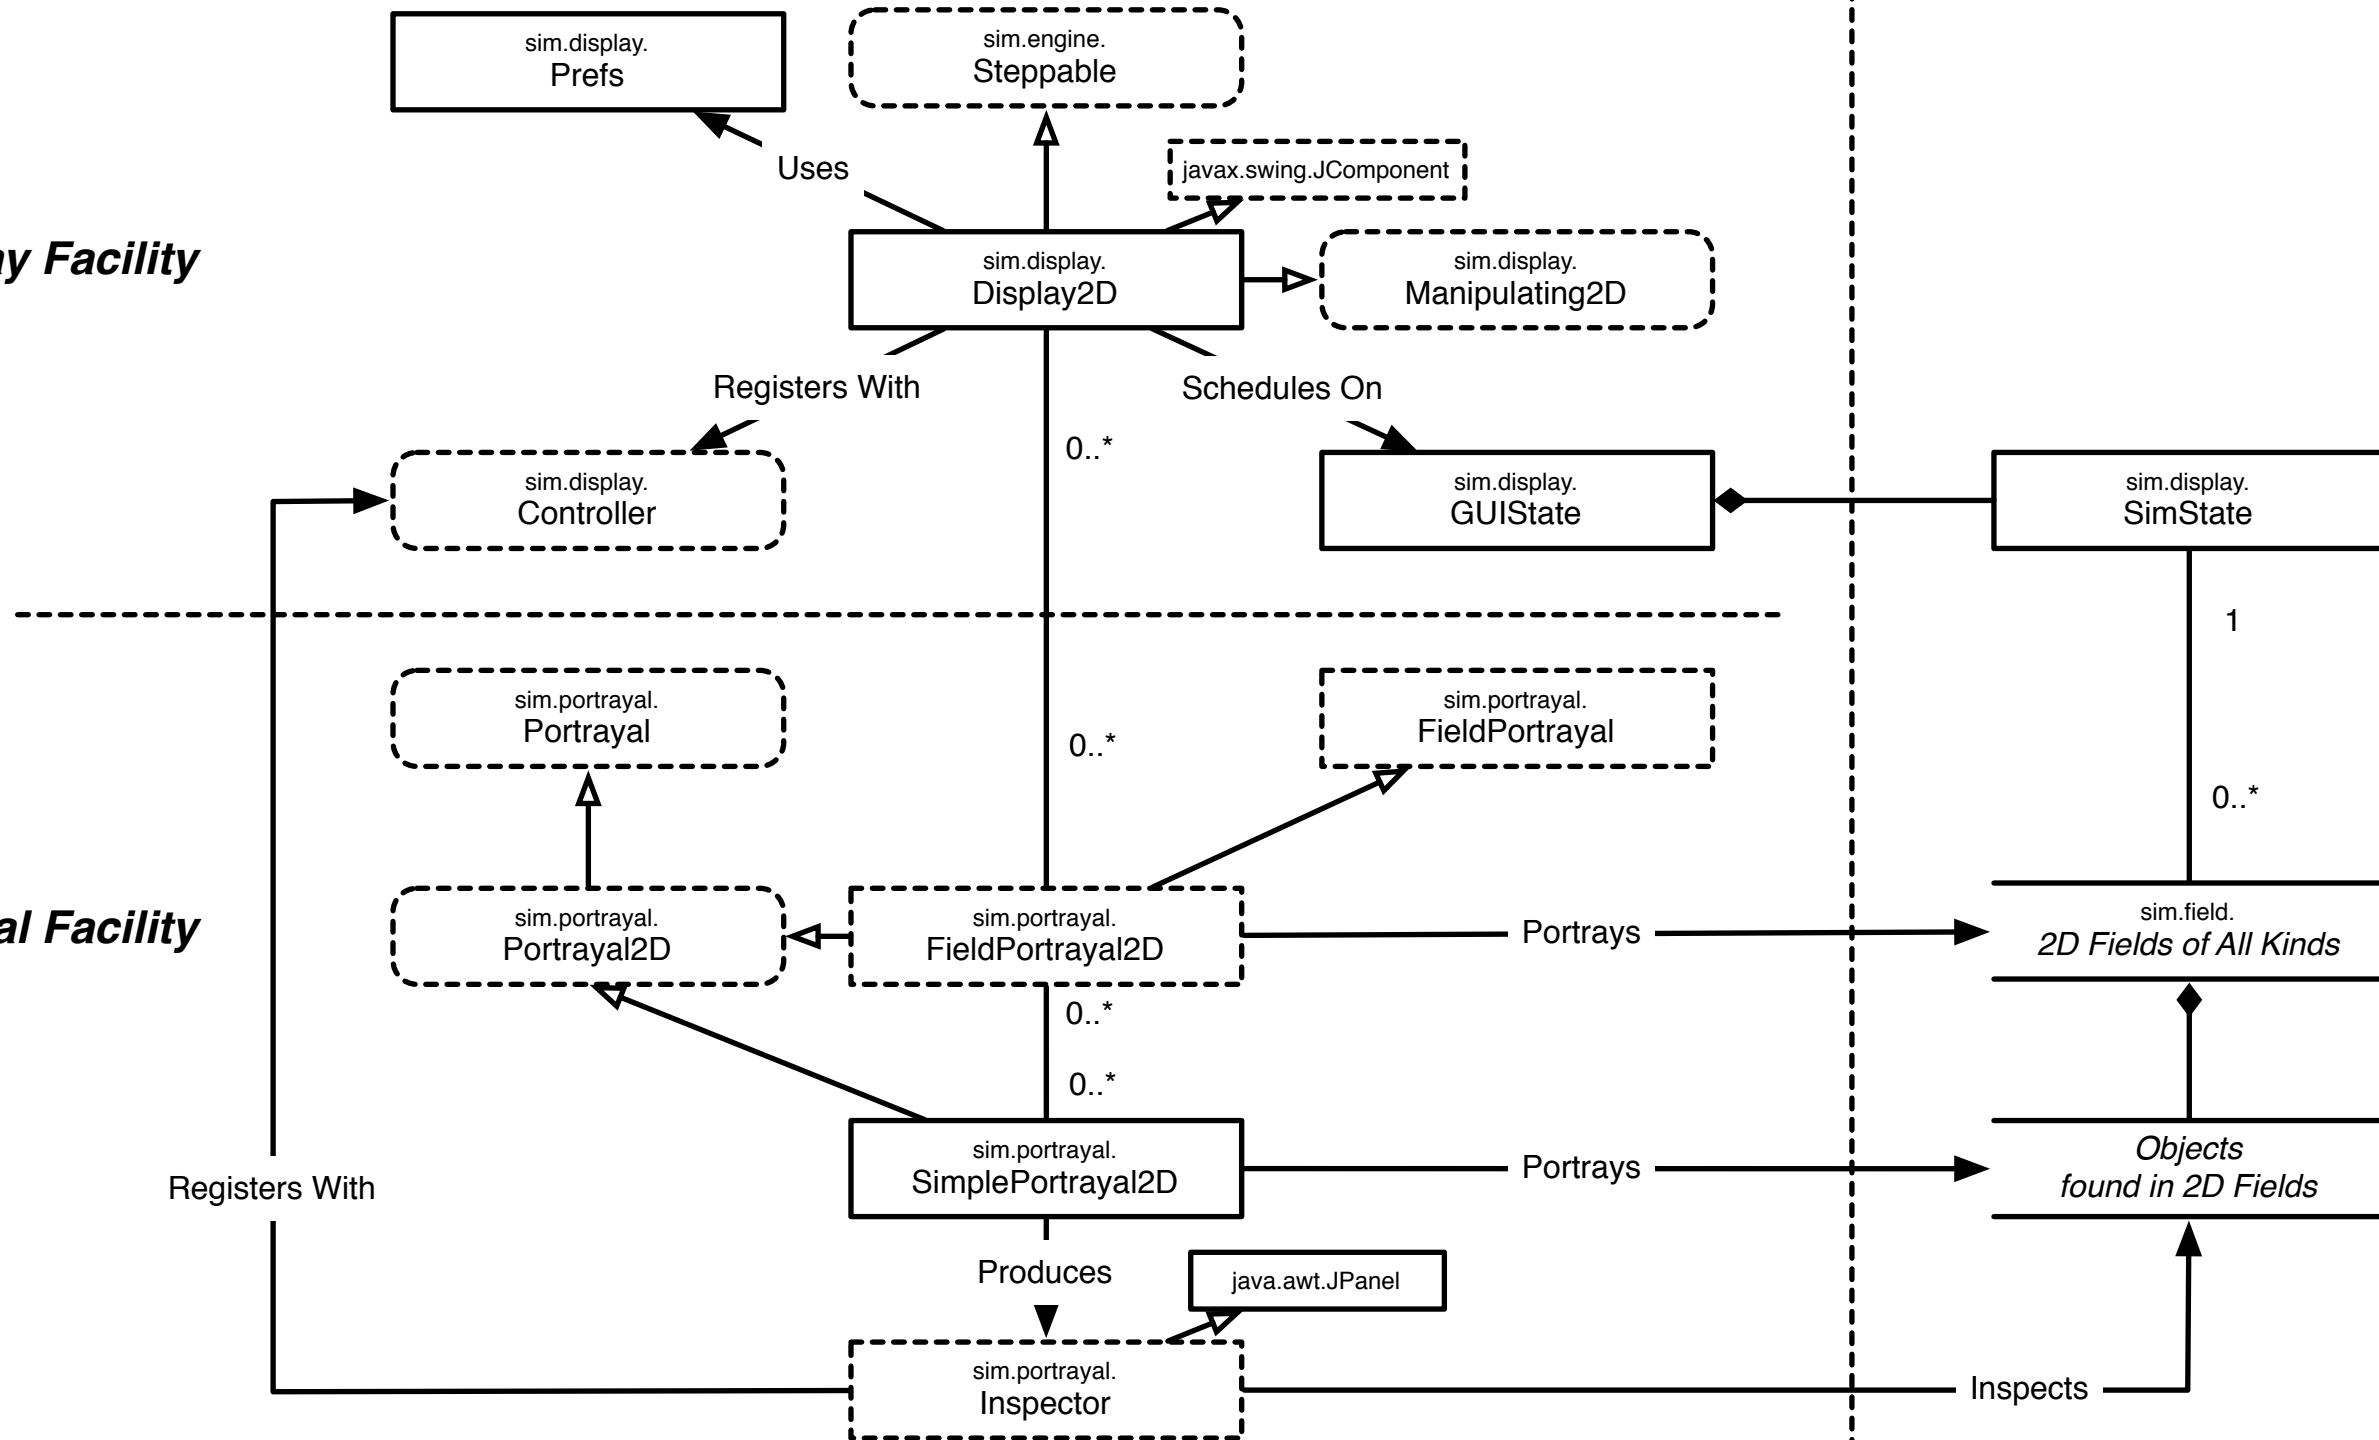 sim.display.
Prefs
sim.engine.
Steppable
Uses
javax.swing.JComponent
ay Facility
sim.display.
Display2D
sim.display.
Manipulating2D
Registers With
Schedules On
0..*
sim.display.
Controller
sim.display.
GUIState
sim.display.
SimState
1
sim.portrayal.
Portrayal
0..*
sim.portrayal.
FieldPortrayal
0..*
al Facility
sim.portrayal.
Portrayal2D
sim.portrayal.
FieldPortrayal2D
Portrays
sim.field.
2D Fields of All Kinds
0..*
0..*
Registers With
sim.portrayal.
SimplePortrayal2D
Portrays
Objects
found in 2D Fields
Produces
java.awt.JPanel
sim.portrayal.
Inspector
Inspects